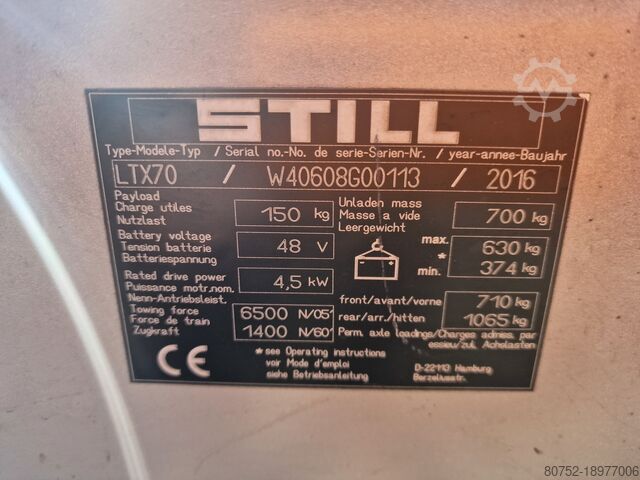 STILL
Type-Modele-Typ / Serial no.-No. de serie-Serien-Nr. / year-annee-Baujahr
LTX70 / W40608G00113 / 2016
Payload
Charge utiles
Nutzlast
150 kg
Unladen mass
Masse a vide
Leergewicht
700 kg
Battery voltage
Tension batterie
Batteriespannung
48 V
max. 630 kg
*
min. 374 kg
Rated drive power
Puissance motr.nom.
Nenn-Antriebsleist.
4,5 kW
Towing force
Force de train
Zugkraft
6500 N/05'
1400 N/60'
front/avant/vorne 710 kg
rear/arr./hitten 1065 kg
Perm. axle loadings/Charges admiss. par
essieu/zul. Achslasten
CE
* see Operating instructions
voir Mode d'emploi
siehe Betriebsanleitung
D-22113 Hamburg
Berzeliusstr.
80752-18977006